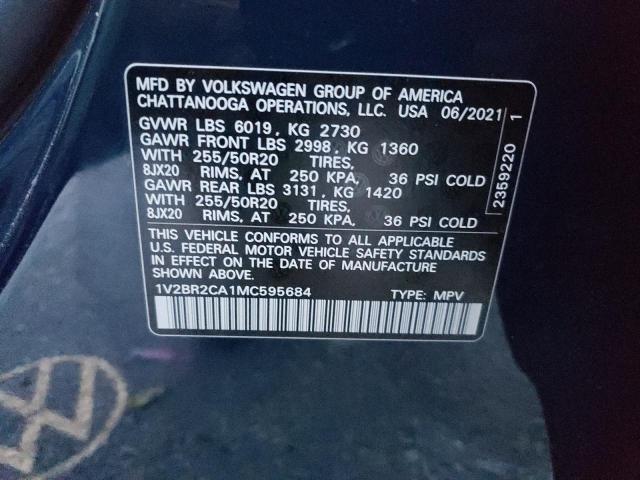 MFD BY VOLKSWAGEN GROUP OF AMERICA
CHATTANOOGA OPERATIONS, LLC. USA 06/2021
GVWR LBS 6019, KG 2730
GAWR FRONT LBS 2998, KG 1360
WITH 255/50R20 TIRES,
8JX20 RIMS, AT 250 KPA, 36 PSI COLD
GAWR REAR LBS 3131, KG 1420
WITH 255/50R20 TIRES,
8JX20 RIMS, AT 250 KPA, 36 PSI COLD
THIS VEHICLE CONFORMS TO ALL APPLICABLE
U.S. FEDERAL MOTOR VEHICLE SAFETY STANDARDS
IN EFFECT ON THE DATE OF MANUFACTURE
SHOWN ABOVE.
1V2BR2CA1MC595684 TYPE: MPV
2359220 1